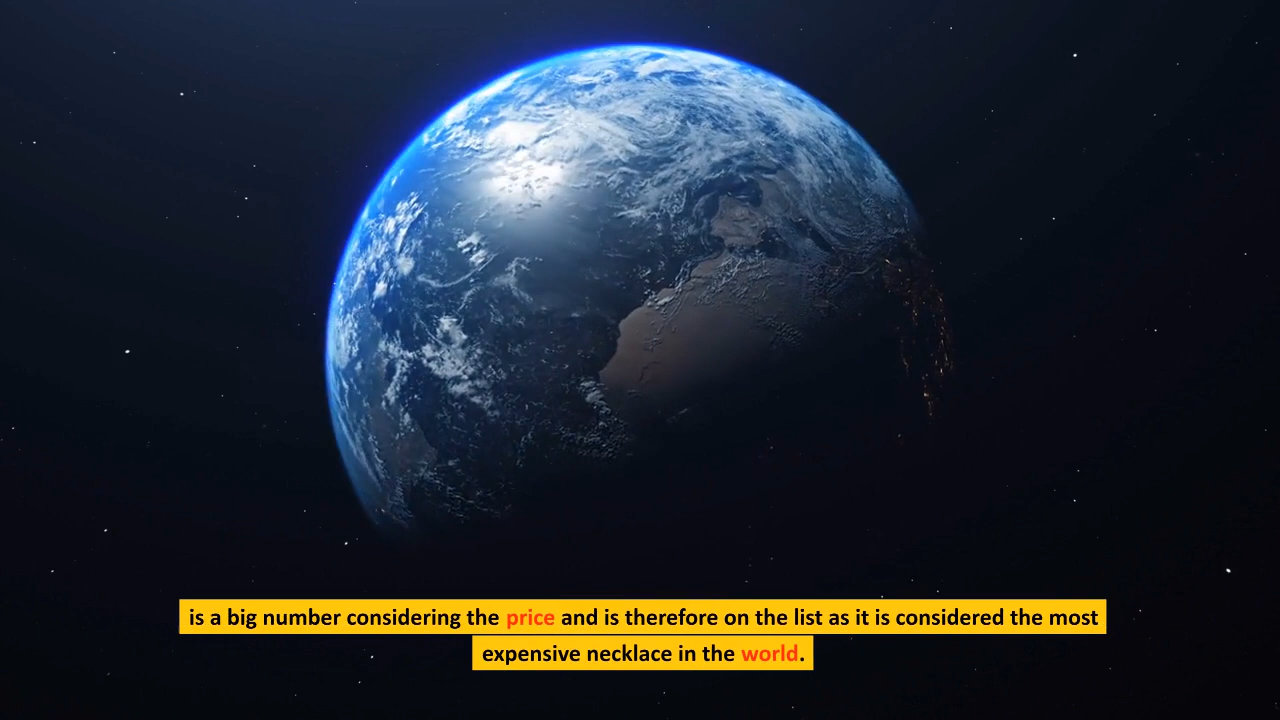 is a big number considering the price and is therefore on the list as it is considered the most
expensive necklace in the world.